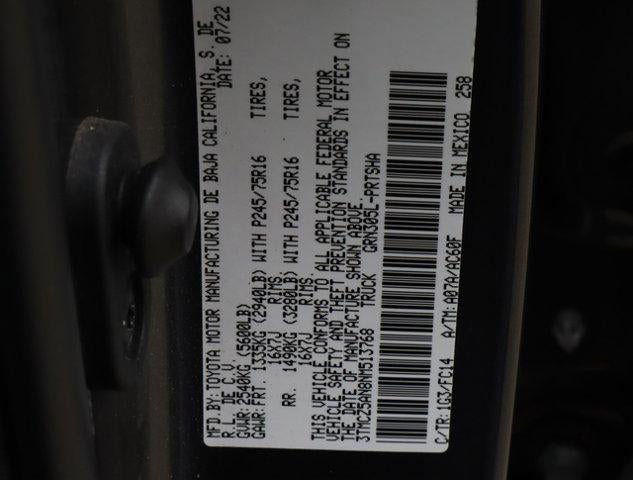 MFD. BY: TOYOTA MOTOR MANUFACTURING DE BAJA CALIFORNIA, S. DE
R.L. DE C.V. DATE: 07/22
GVWR: 2540KG (5600LB)
GAWR: FRT. 1335KG (2940LB) WITH P245/75R16 TIRES,
16X7J RIMS.
RR. 1490KG (3280LB) WITH P245/75R16 TIRES,
16X7J RIMS.
THIS VEHICLE CONFORMS TO ALL APPLICABLE FEDERAL MOTOR
VEHICLE SAFETY AND THEFT PREVENTION STANDARDS IN EFFECT ON
THE DATE OF MANUFACTURE SHOWN ABOVE.
3TMCZ5AN8NM513768 TRUCK GRN305L-PRTSHA
C/TR: 1G3/FC14 A/TM: A07A/AC60F MADE IN MEXICO 258